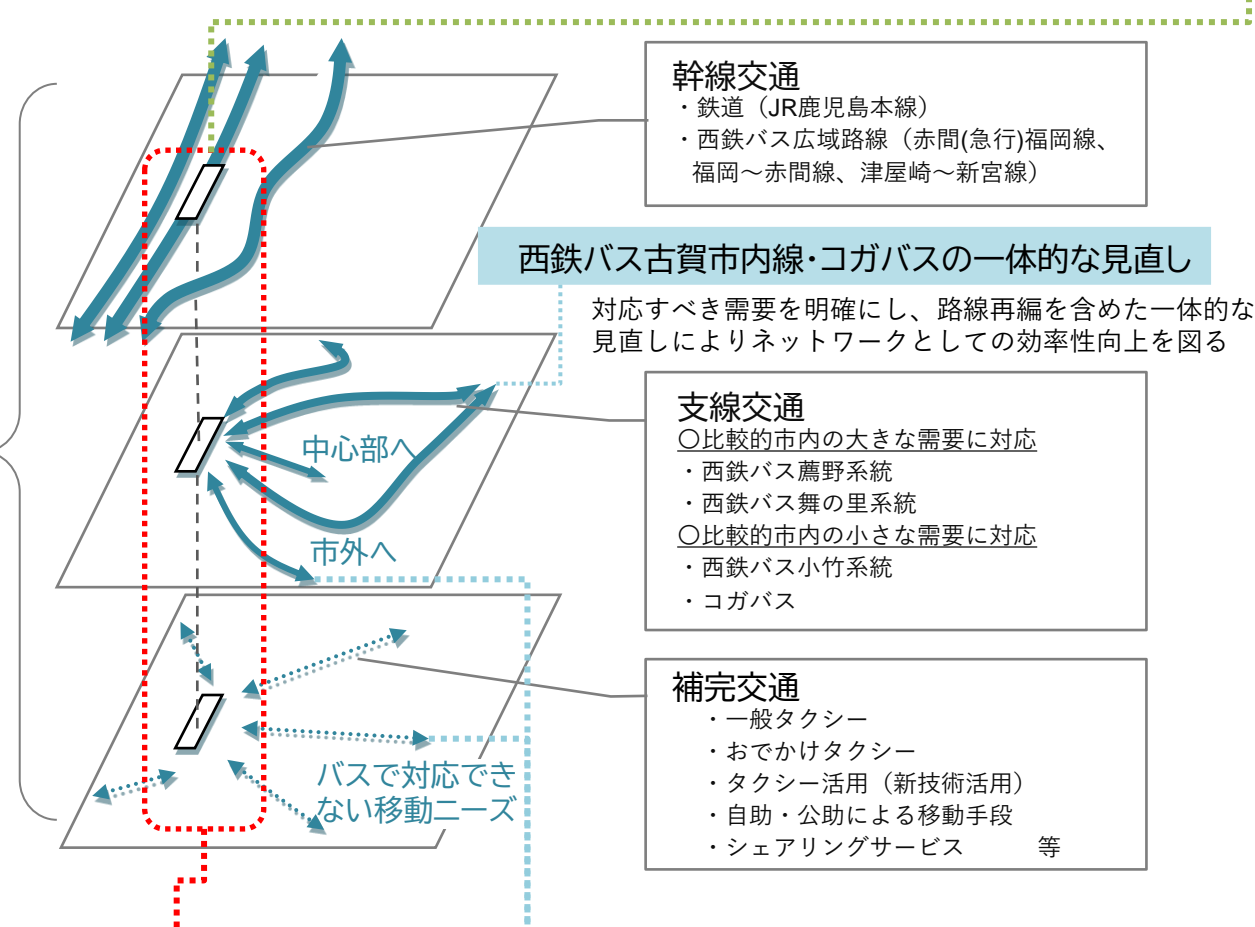 幹線交通
・鉄道（JR鹿児島本線）
・西鉄バス広域路線（赤間(急行)福岡線、
福岡～赤間線、津屋崎～新宮線）
西鉄バス古賀市内線･コガバスの一体的な見直し
対応すべき需要を明確にし、路線再編を含めた一体的な
見直しによりネットワークとしての効率性向上を図る
支線交通
〇比較的市内の大きな需要に対応
・西鉄バス薦野系統
・西鉄バス舞の里系統
〇比較的市内の小さな需要に対応
・西鉄バス小竹系統
・コガバス
中心部へ
市外へ
補完交通
・一般タクシー
・おでかけタクシー
・タクシー活用（新技術活用）
・自助・公助による移動手段
・シェアリングサービス　　　等
バスで対応でき
ない移動ニーズ